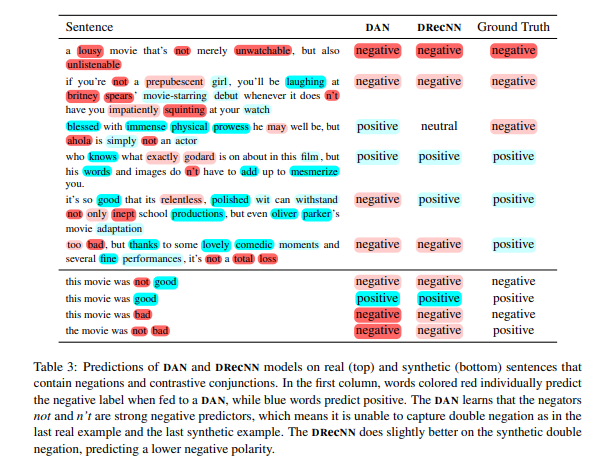 Sentence DAN DRecNN Ground Truth
a lousy movie that's not merely unwatchable, but also negative negative negative
unlistenable
if you're not a prepubescent girl, you'll be laughing at negative negative negative
britney spears' movie-starring debut whenever it does n't
have you impatiently squinting at your watch
blessed with immense physical prowess he may well be, but positive neutral negative
ahola is simply not an actor
who knows what exactly godard is on about in this film, but positive positive positive
his words and images do n't have to add up to mesmerize
you.
it's so good that its relentless, polished wit can withstand negative positive positive
not only inept school productions, but even oliver parker's
movie adaptation
too bad, but thanks to some lovely comedic moments and negative negative positive
several fine performances, it's not a total loss
this movie was not good negative negative negative
this movie was good positive positive positive
this movie was bad negative negative negative
the movie was not bad negative negative positive
Table 3: Predictions of DAN and DRecNN models on real (top) and synthetic (bottom) sentences that
contain negations and contrastive conjunctions. In the first column, words colored red individually predict
the negative label when fed to a DAN, while blue words predict positive. The DAN learns that the negators
not and n't are strong negative predictors, which means it is unable to capture double negation as in the
last real example and the last synthetic example. The DRecNN does slightly better on the synthetic double
negation, predicting a lower negative polarity.